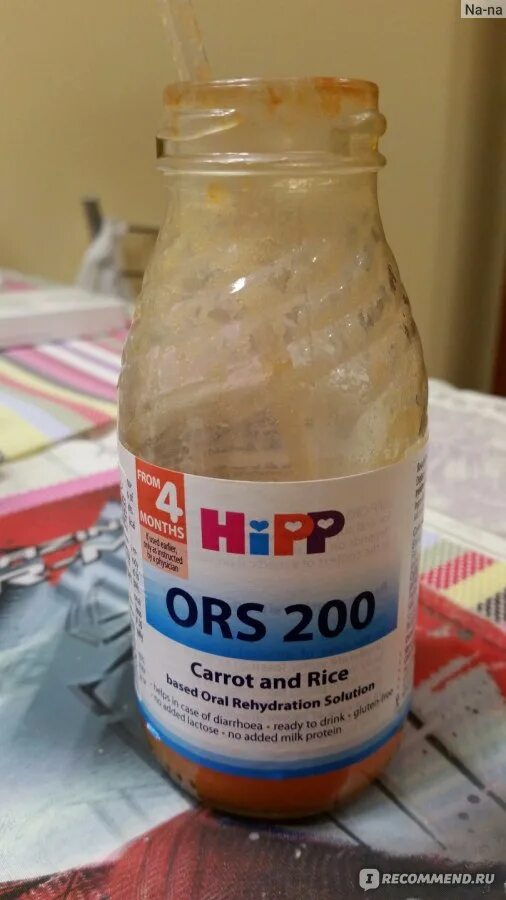 Na-na
FROM
4
MONTHS
If used earlier,
only as instructed
by a physician
HiPP
ORS 200
Carrot and Rice
based Oral Rehydration Solution
• helps in case of diarrhoea • ready to drink • gluten free
• no added lactose • no added milk protein
IRECOMMEND.RU